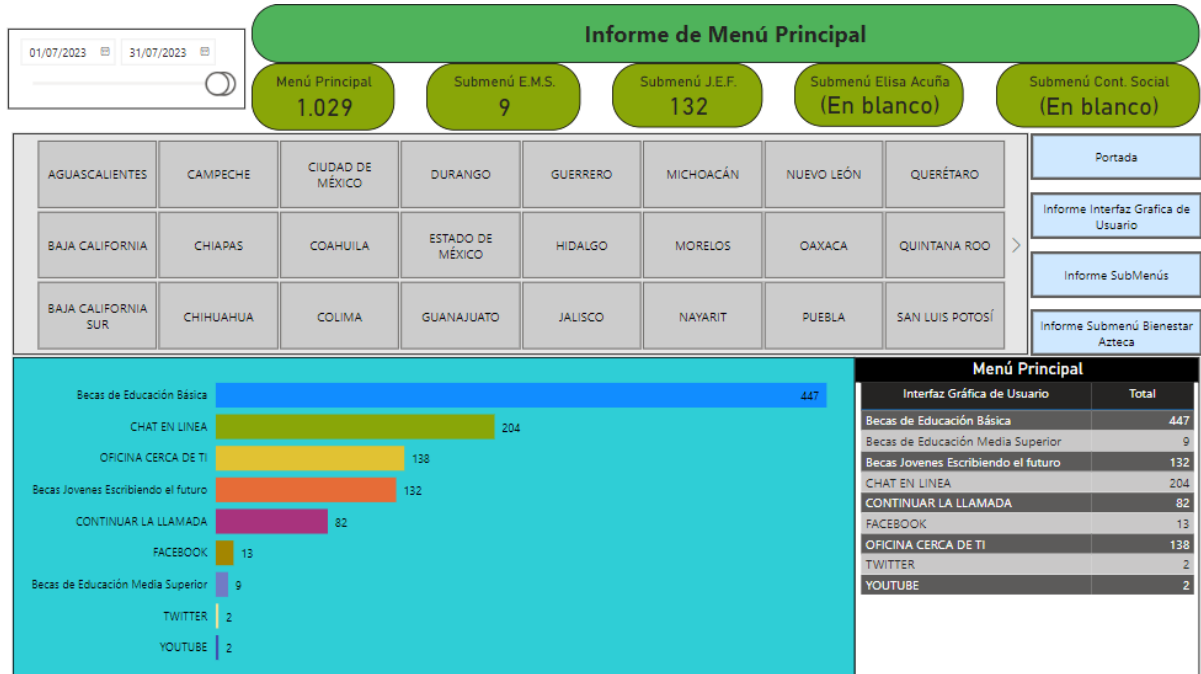 Informe de Menú Principal
01/07/2023 31/07/2023
Menú Principal
1.029
Submenú E.M.S.
9
Submenú J.E.F.
132
Submenú Elisa Acuña
(En blanco)
Submenú Cont. Social
(En blanco)
AGUASCALIENTES
CAMPECHE
CIUDAD DE
MÉXICO
DURANGO
GUERRERO
MICHOACÁN
NUEVO LEÓN
QUERÉTARO
BAJA CALIFORNIA
CHIAPAS
COAHUILA
ESTADO DE
MÉXICO
HIDALGO
MORELOS
OAXACA
QUINTANA ROO
BAJA CALIFORNIA
SUR
CHIHUAHUA
COLIMA
GUANAJUATO
JALISCO
NAYARIT
PUEBLA
SAN LUIS POTOSÍ
Portada
Informe Interfaz Grafica de
Usuario
Informe SubMenús
Informe Submenú Bienestar
Azteca
Becas de Educación Básica 447
CHAT EN LINEA 204
OFICINA CERCA DE TI 138
Becas Jovenes Escribiendo el futuro 132
CONTINUAR LA LLAMADA 82
FACEBOOK 13
Becas de Educación Media Superior 9
TWITTER 2
YOUTUBE 2
Menú Principal
Interfaz Gráfica de Usuario Total
Becas de Educación Básica 447
Becas de Educación Media Superior 9
Becas Jovenes Escribiendo el futuro 132
CHAT EN LINEA 204
CONTINUAR LA LLAMADA 82
FACEBOOK 13
OFICINA CERCA DE TI 138
TWITTER 2
YOUTUBE 2